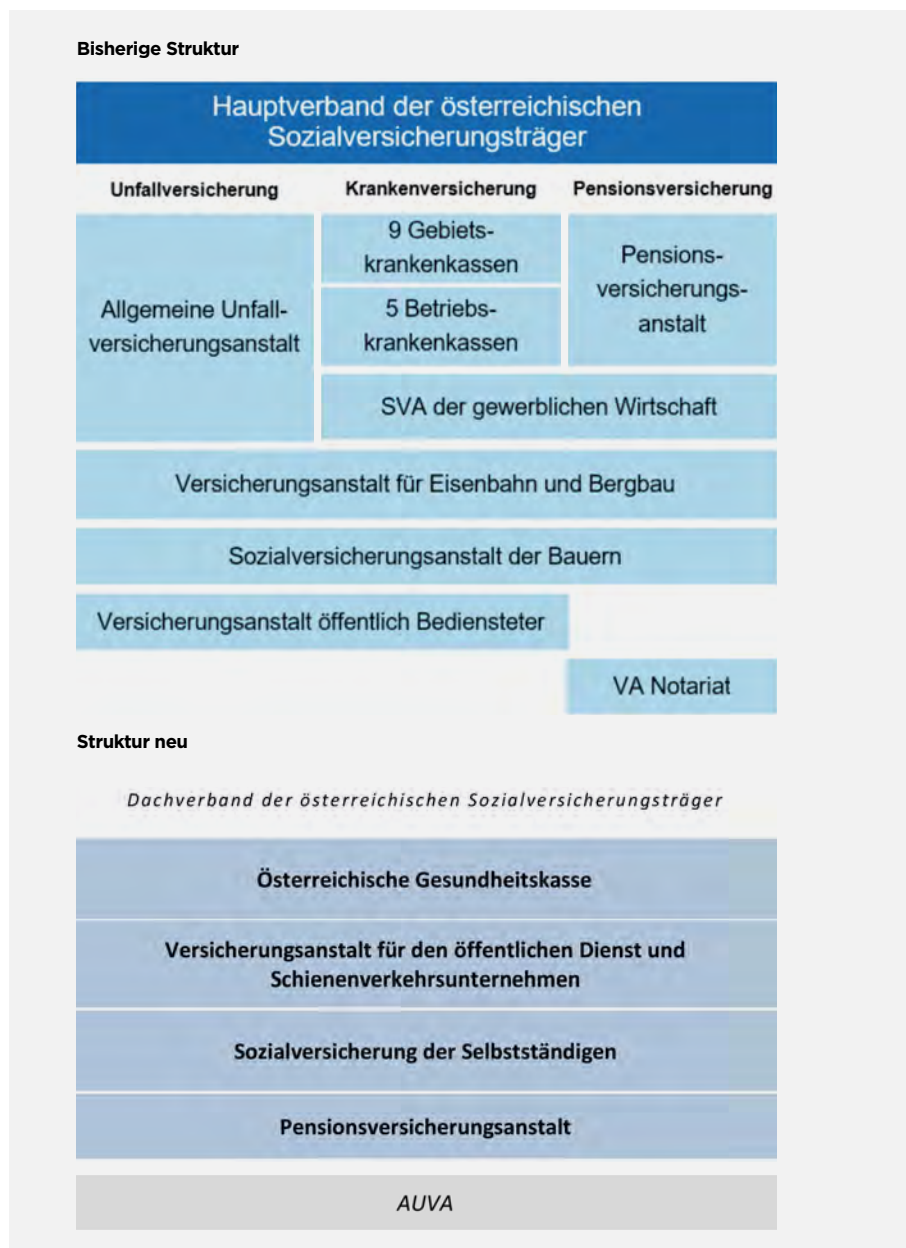 Bisherige Struktur
Hauptverband der österreichischen
Sozialversicherungsträger
Unfallversicherung
Krankenversicherung
Pensionsversicherung
Allgemeine Unfall-
versicherungsanstalt
9 Gebiets-
krankenkassen
5 Betriebs-
krankenkassen
Pensions-
versicherungs-
anstalt
SVA der gewerblichen Wirtschaft
Versicherungsanstalt für Eisenbahn und Bergbau
Sozialversicherungsanstalt der Bauern
Versicherungsanstalt öffentlich Bediensteter
VA Notariat
Struktur neu
Dachverband der österreichischen Sozialversicherungsträger
Österreichische Gesundheitskasse
Versicherungsanstalt für den öffentlichen Dienst und
Schienenverkehrsunternehmen
Sozialversicherung der Selbstständigen
Pensionsversicherungsanstalt
AUVA